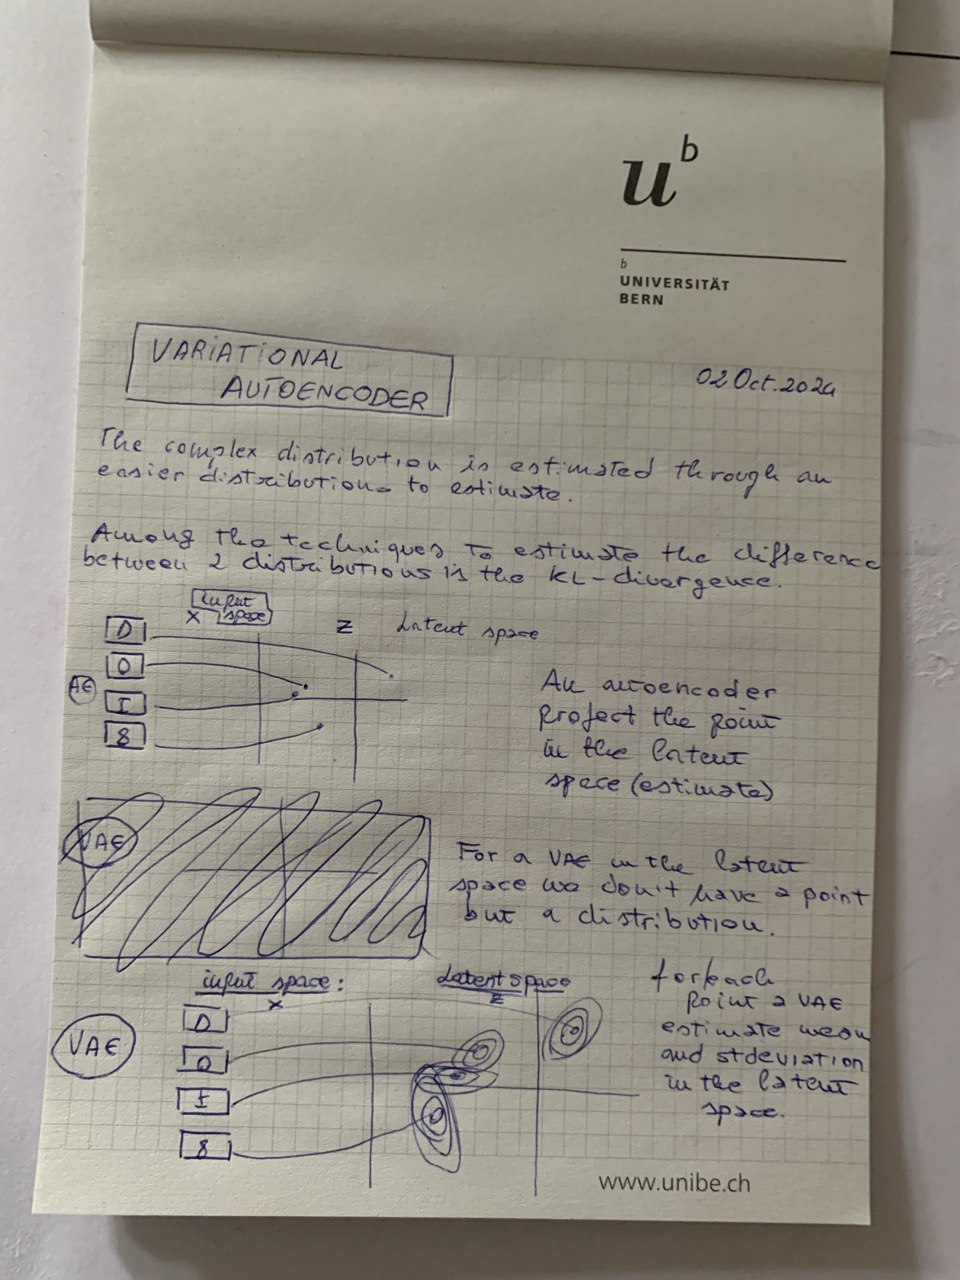 u
b
b
UNIVERSITÄT
BERN
VARIATIONAL
AUTOENCODER
02 Oct. 2024
The complex distribution is estimated through an
easier distribution to estimate.
Among the techniques to estimate the difference
between 2 distributions is the KL-divergence.
input
space
X
Z Latent space
D
O
AE
I
8
An autoencoder
project the point
in the latent
space (estimate)
VAE
For a VAE in the latent
space we don't have a point
but a distribution.
input space:
X
Latent space
Z
D
O
VAE
I
8
for each
point a VAE
estimate mean
and stdeviation
in the latent
space.
www.unibe.ch